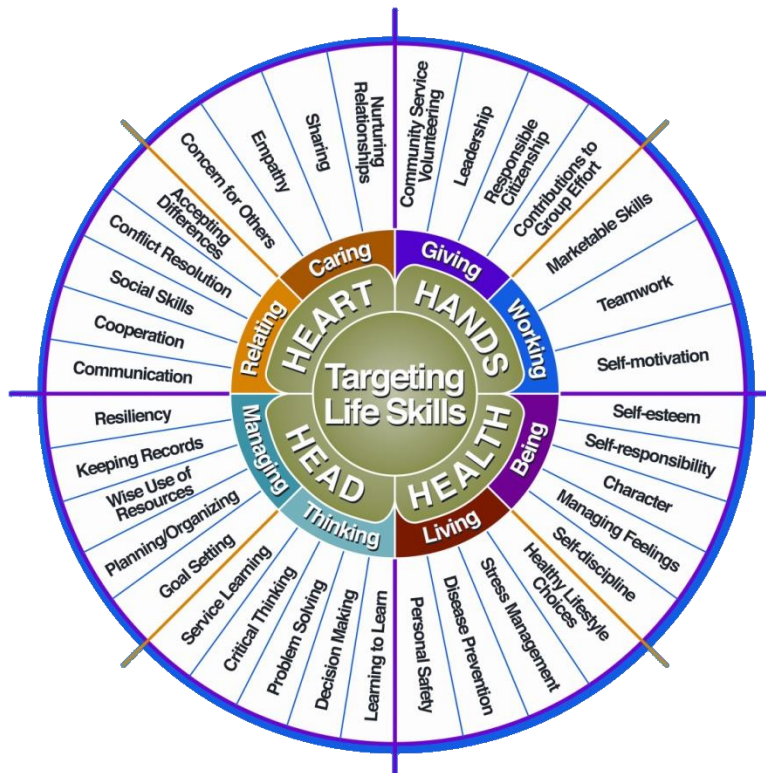 Targeting
Life Skills
HEART
HANDS
HEALTH
HEAD
Caring
Giving
Working
Being
Living
Thinking
Managing
Relating
Nurturing
Relationships
Sharing
Empathy
Concern for Others
Accepting
Differences
Conflict Resolution
Social Skills
Cooperation
Communication
Community Service
Volunteering
Leadership
Responsible
Citizenship
Contributions to
Group Effort
Marketable Skills
Teamwork
Self-motivation
Self-esteem
Self-responsibility
Character
Managing Feelings
Self-discipline
Healthy Lifestyle
Choices
Stress Management
Disease Prevention
Personal Safety
Learning to Learn
Decision Making
Problem Solving
Critical Thinking
Service Learning
Goal Setting
Planning/Organizing
Wise Use of
Resources
Keeping Records
Resiliency